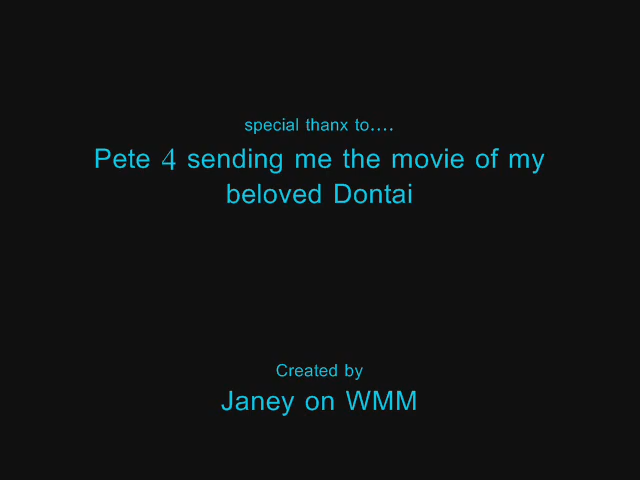 special thanx to....
Pete 4 sending me the movie of my
beloved Dontai
Created by
Janey on WMM